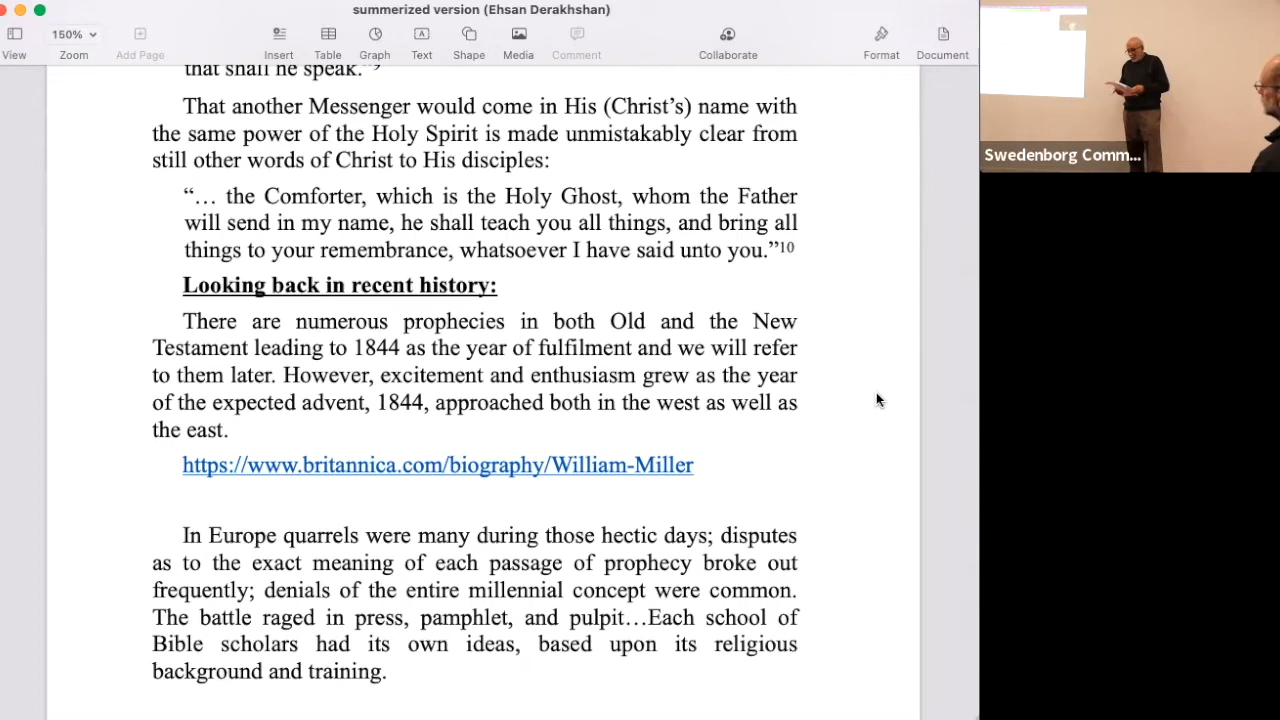 summerized version (Ehsan Derakhshan)
View
150%
Zoom
Add Page
Insert
Table
Graph
Text
Shape
Media
Comment
Collaborate
Format
Document
that shall he speak.”9
That another Messenger would come in His (Christ’s) name with
the same power of the Holy Spirit is made unmistakably clear from
still other words of Christ to His disciples:
“… the Comforter, which is the Holy Ghost, whom the Father
will send in my name, he shall teach you all things, and bring all
things to your remembrance, whatsoever I have said unto you.”10
Looking back in recent history:
There are numerous prophecies in both Old and the New
Testament leading to 1844 as the year of fulfilment and we will refer
to them later. However, excitement and enthusiasm grew as the year
of the expected advent, 1844, approached both in the west as well as
the east.
https://www.britannica.com/biography/William-Miller
In Europe quarrels were many during those hectic days; disputes
as to the exact meaning of each passage of prophecy broke out
frequently; denials of the entire millennial concept were common.
The battle raged in press, pamphlet, and pulpit…Each school of
Bible scholars had its own ideas, based upon its religious
background and training.
Swedenborg Comm...